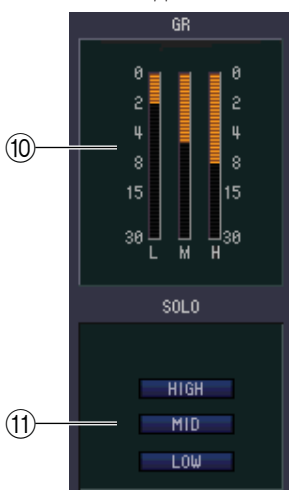 GR
0 0
2 2
⑩ 4 4
8 8
15 15
30 30
L M H
SOLO
HIGH
⑪ MID
LOW